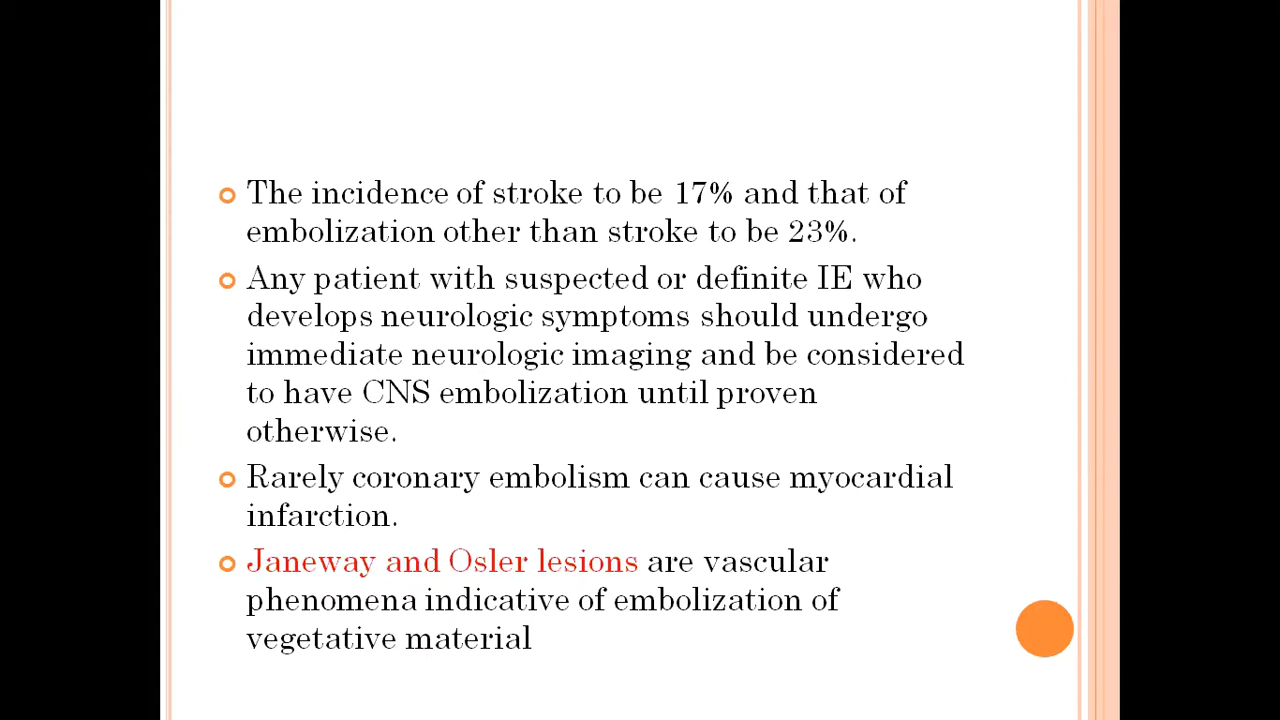 The incidence of stroke to be 17% and that of
embolization other than stroke to be 23%.
Any patient with suspected or definite IE who
develops neurologic symptoms should undergo
immediate neurologic imaging and be considered
to have CNS embolization until proven
otherwise.
Rarely coronary embolism can cause myocardial
infarction.
Janeway and Osler lesions are vascular
phenomena indicative of embolization of
vegetative material